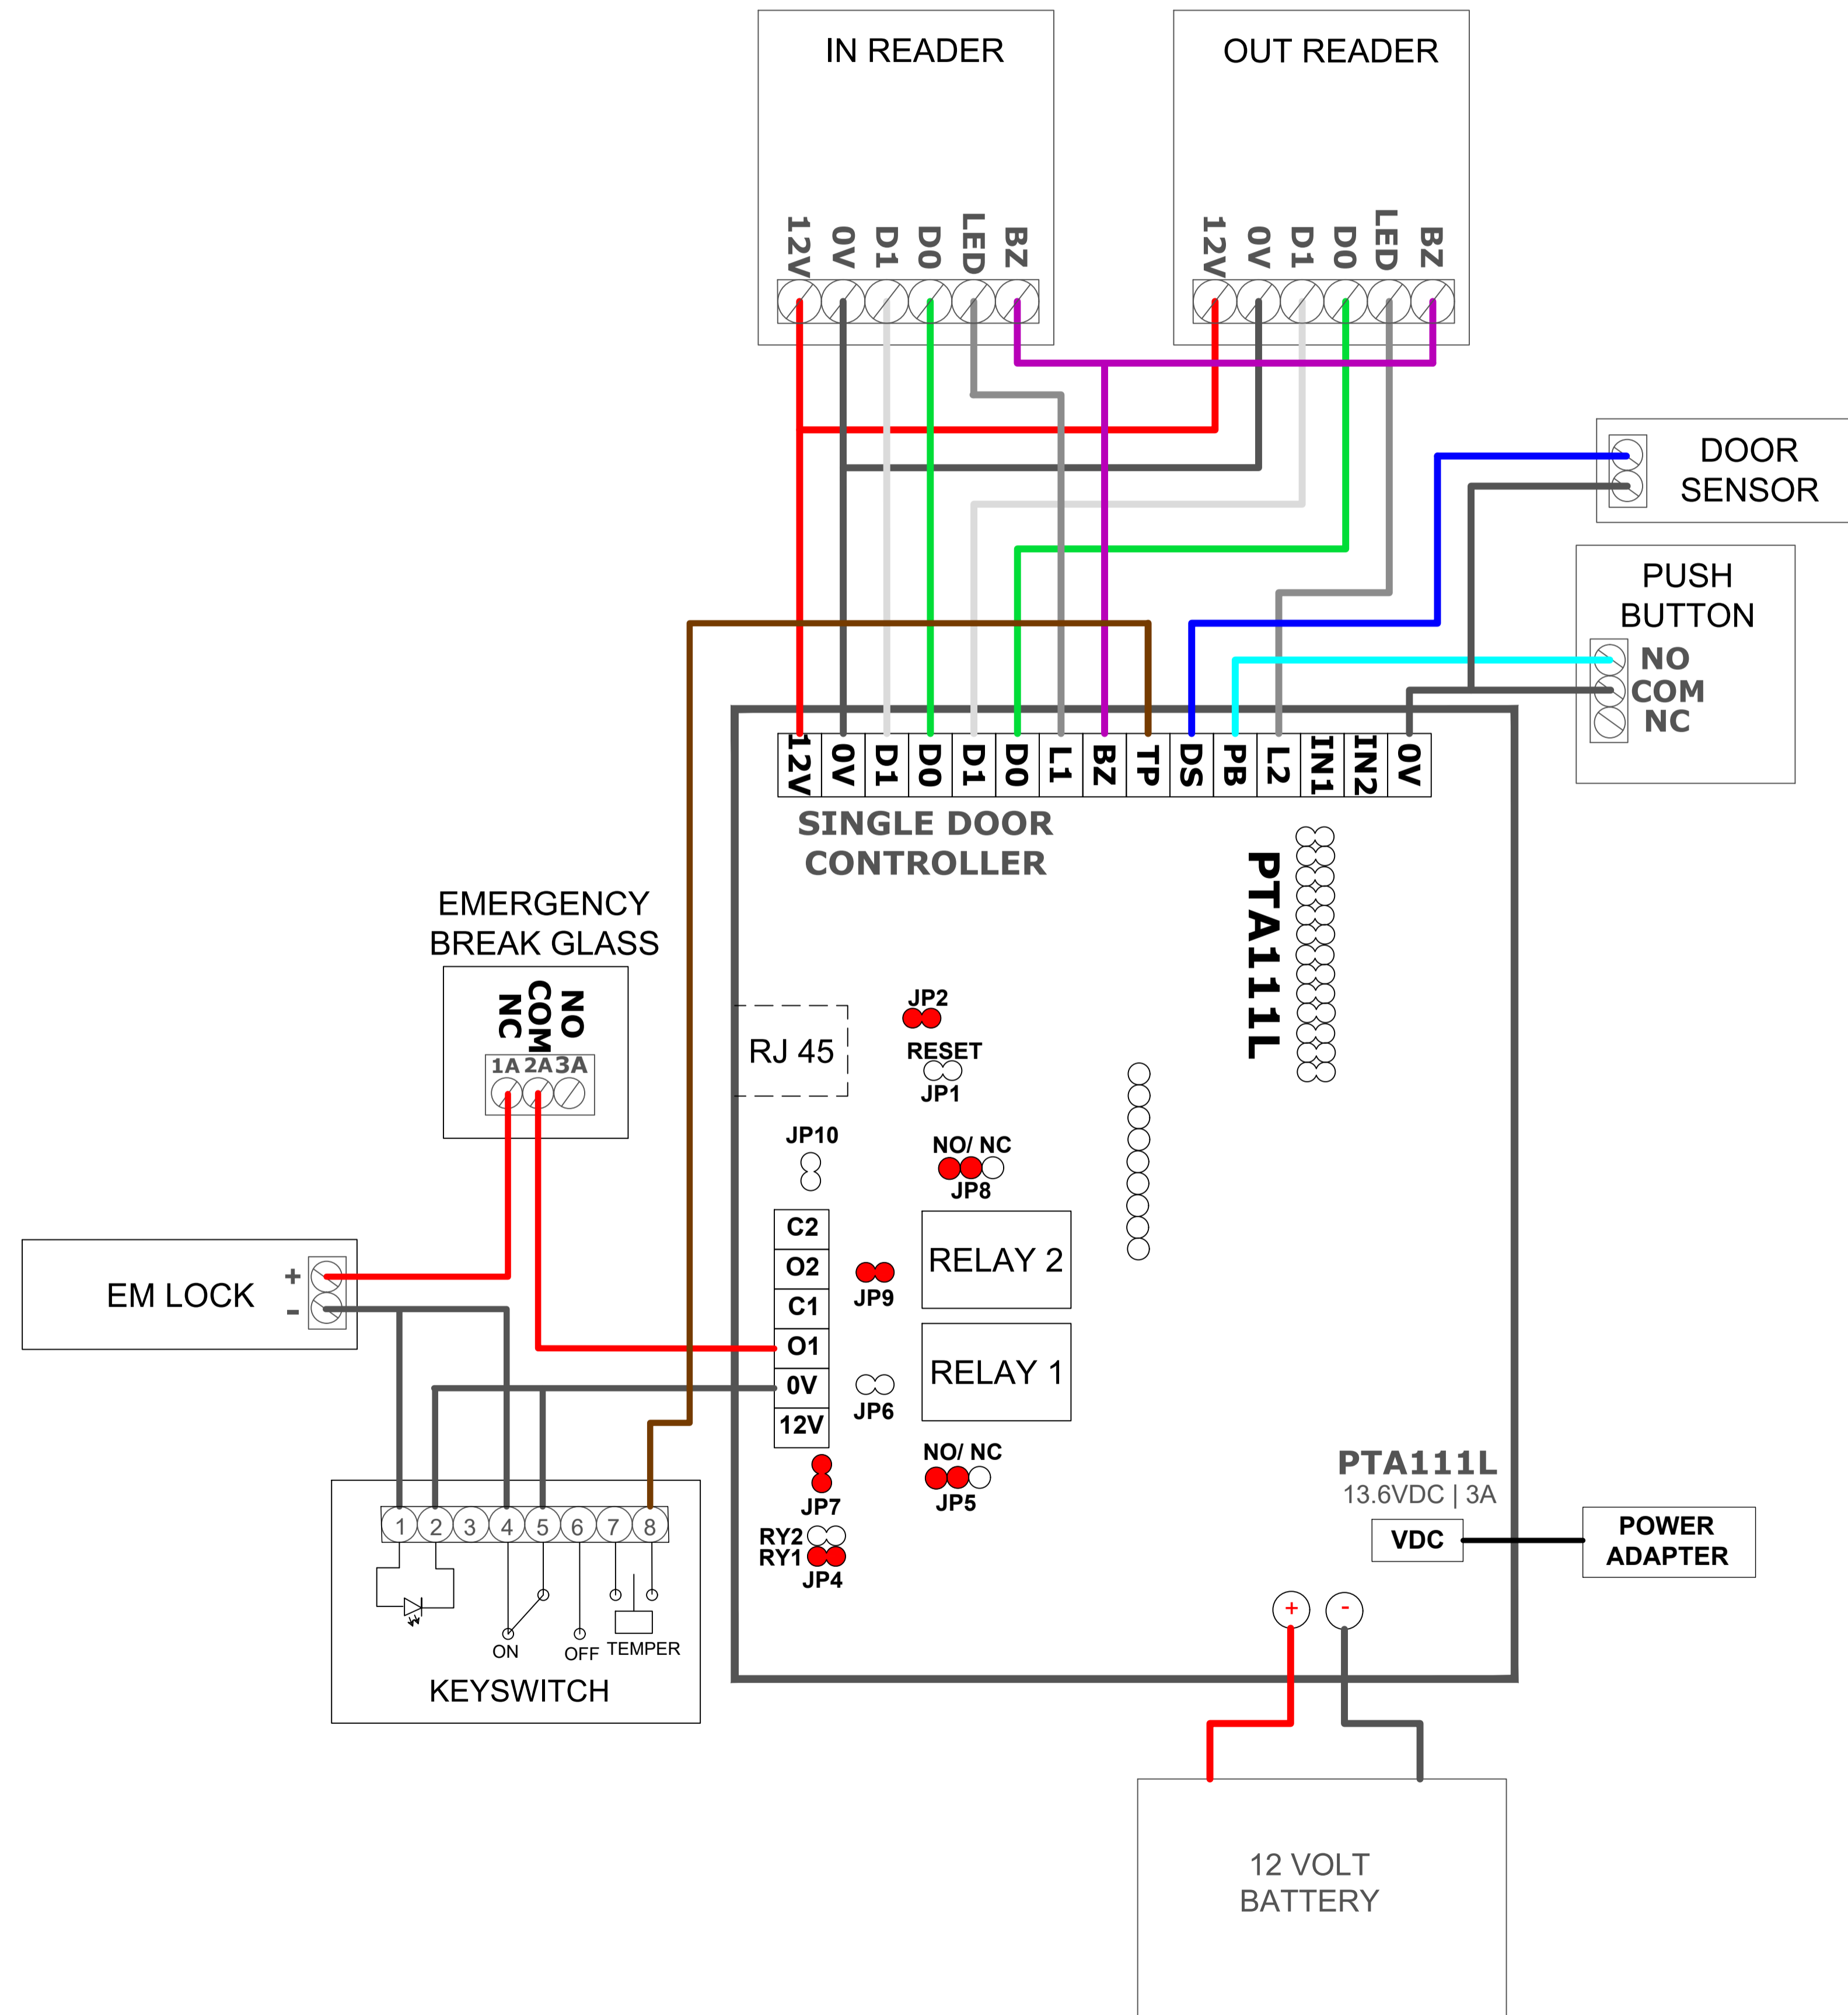 IN READER
OUT READER
12V
0V
D1
D0
LED
BZ
12V
0V
D1
D0
LED
BZ
DOOR
SENSOR
PUSH
BUTTON
NO
COM
NC
12V
0V
D1
D0
D1
D0
L1
BZ
TP
DS
PB
L2
IN1
IN2
0V
SINGLE DOOR
CONTROLLER
PTA111L
EMERGENCY
BREAK GLASS
NC
COM
NO
1A 2A 3A
RJ 45
JP2
RESET
JP1
JP10
NO/ NC
JP8
C2
O2
C1
O1
0V
12V
RELAY 2
JP9
RELAY 1
JP6
EM LOCK
+
-
NO/ NC
JP5
JP7
RY2
RY1
JP4
PTA111L
13.6VDC | 3A
VDC
POWER
ADAPTER
1 2 3 4 5 6 7 8
ON
OFF
TEMPER
KEYSWITCH
+
-
12 VOLT
BATTERY